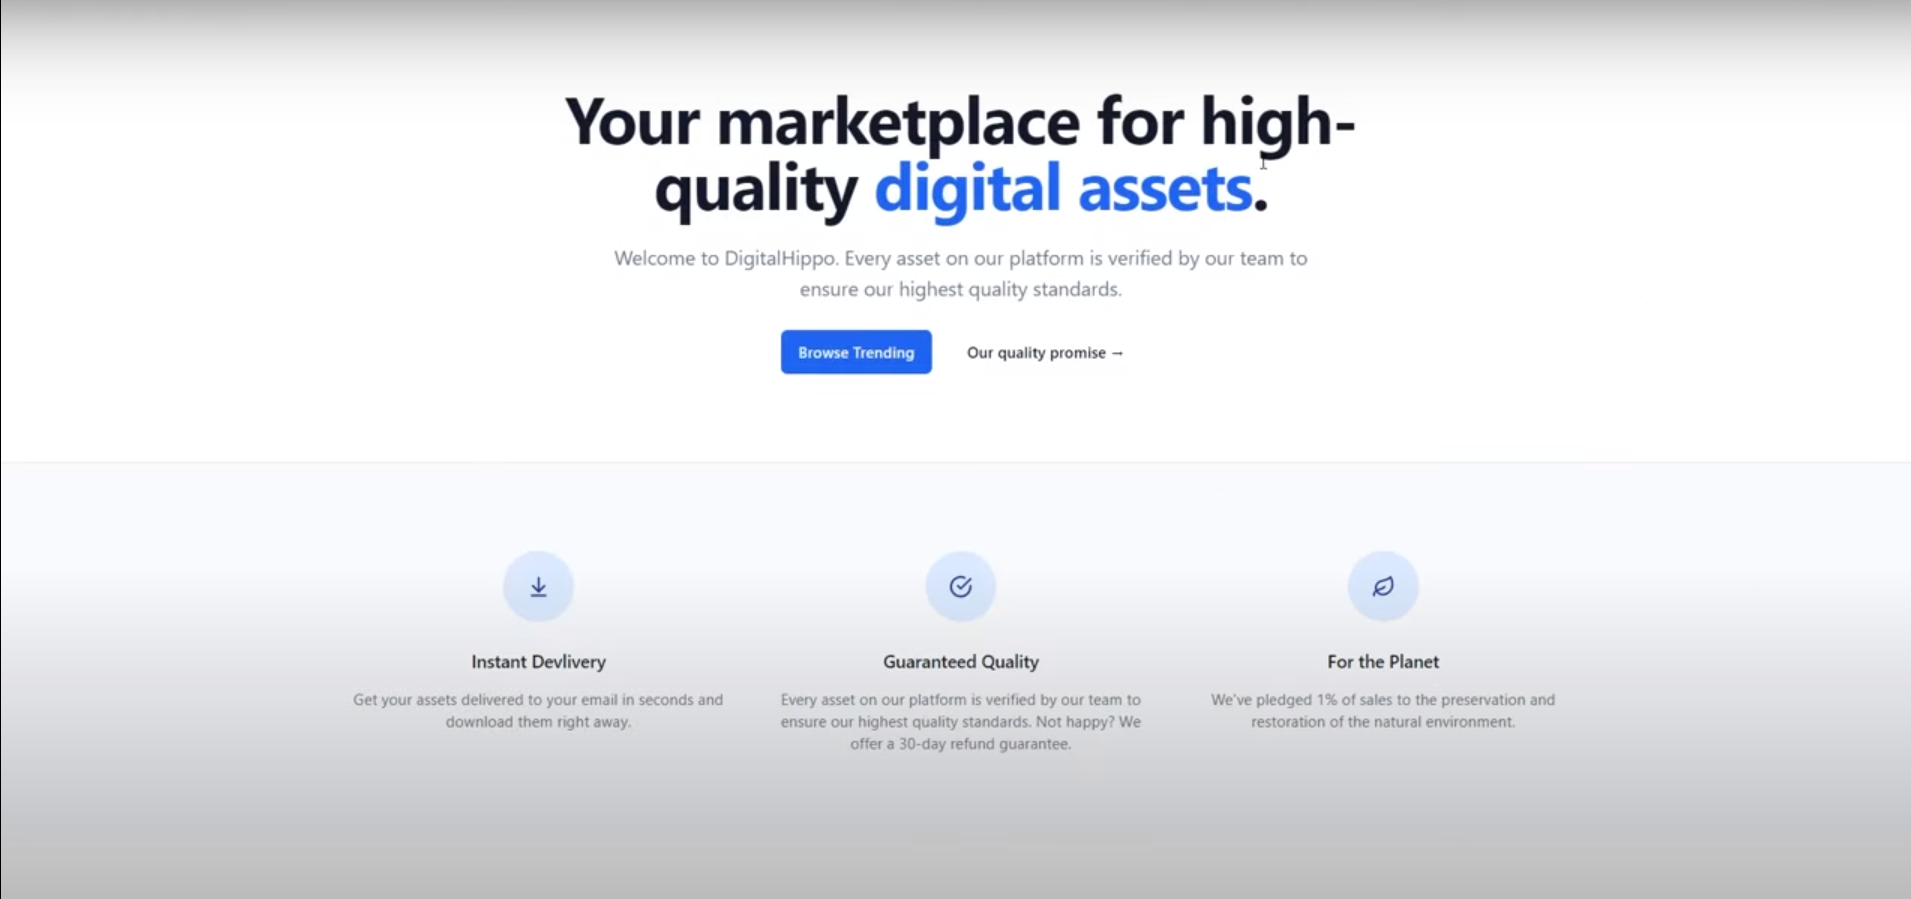 Your marketplace for high-
quality digital assets.
Welcome to DigitalHippo. Every asset on our platform is verified by our team to
ensure our highest quality standards.
Browse Trending
Our quality promise →
Instant Devlivery
Get your assets delivered to your email in seconds and
download them right away.
Guaranteed Quality
Every asset on our platform is verified by our team to
ensure our highest quality standards. Not happy? We
offer a 30-day refund guarantee.
For the Planet
We've pledged 1% of sales to the preservation and
restoration of the natural environment.